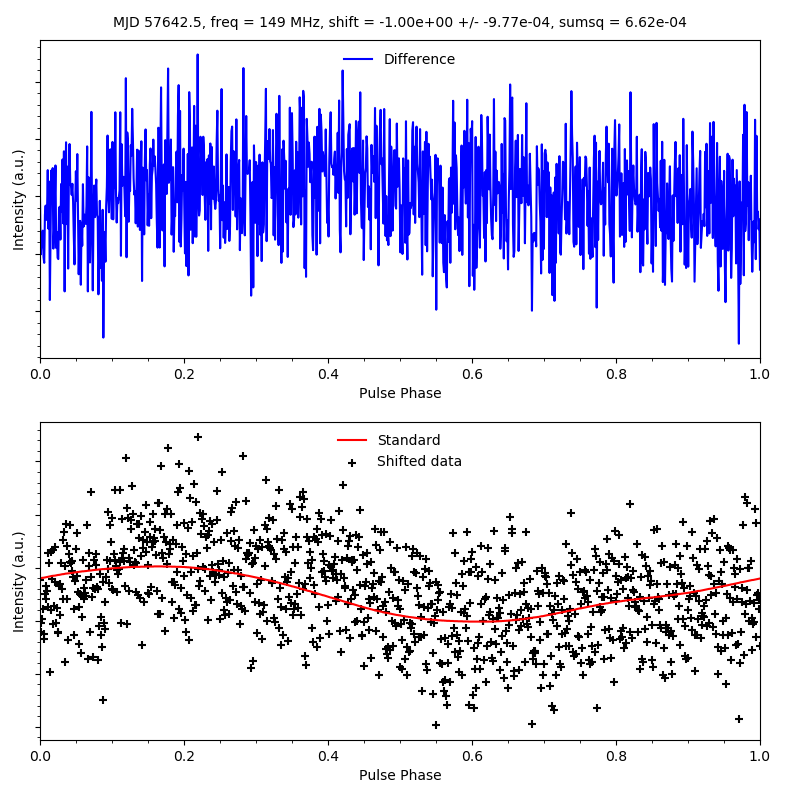 MJD 57642.5, freq = 149 MHz, shift = -1.00e+00 +/- -9.77e-04, sumsq = 6.62e-04
Difference
Intensity (a.u.)
0.0 0.2 0.4 0.6 0.8 1.0
Pulse Phase
Standard
Shifted data
Intensity (a.u.)
0.0 0.2 0.4 0.6 0.8 1.0
Pulse Phase